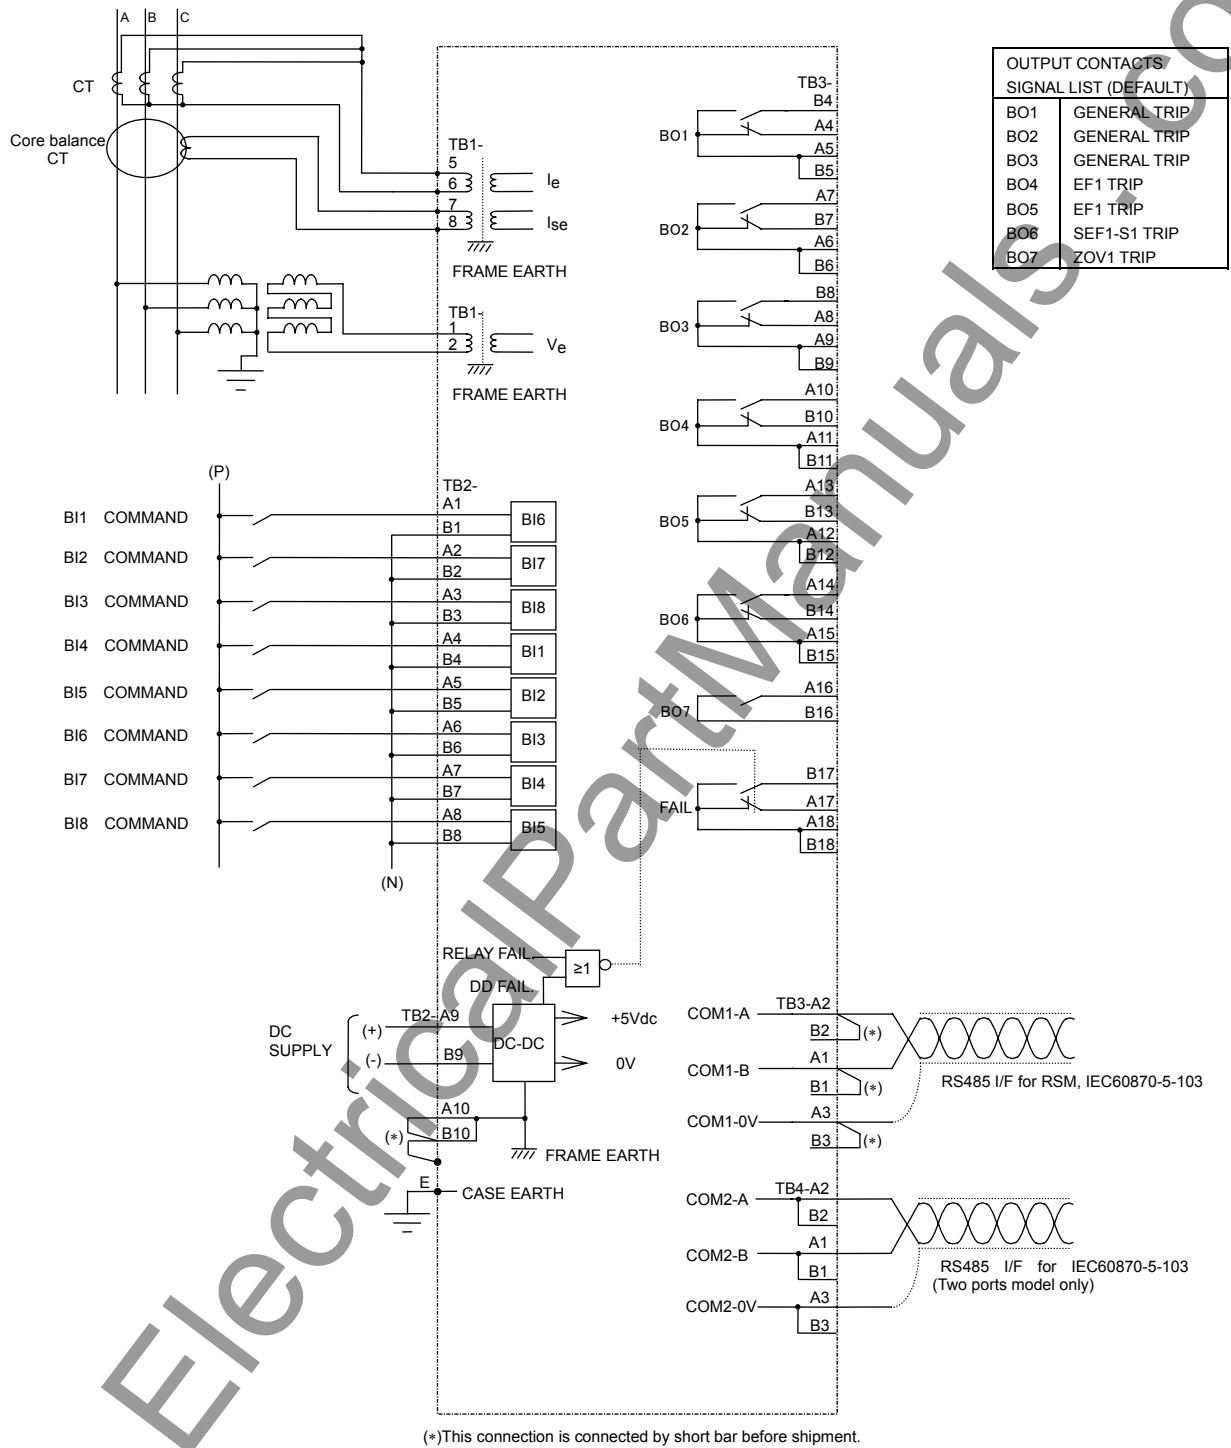 A B C
CT
Core balance
CT
TB1-
5
6
7
8
Ie
Ise
FRAME EARTH
TB1-
1
2
Ve
FRAME EARTH
TB3-
BO1
B4
A4
A5
B5
BO2
A7
B7
A6
B6
BO3
B8
A8
A9
B9
BO4
A10
B10
A11
B11
BO5
A13
B13
A12
B12
BO6
A14
B14
A15
B15
BO7
A16
B16
FAIL
B17
A17
A18
B18
OUTPUT CONTACTS
SIGNAL LIST (DEFAULT)
BO1 GENERAL TRIP
BO2 GENERAL TRIP
BO3 GENERAL TRIP
BO4 EF1 TRIP
BO5 EF1 TRIP
BO6 SEF1-S1 TRIP
BO7 ZOV1 TRIP
(P)
TB2-
BI1 COMMAND A1 B1 BI6
BI2 COMMAND A2 B2 BI7
BI3 COMMAND A3 B3 BI8
BI4 COMMAND A4 B4 BI1
BI5 COMMAND A5 B5 BI2
BI6 COMMAND A6 B6 BI3
BI7 COMMAND A7 B7 BI4
BI8 COMMAND A8 B8 BI5
(N)
RELAY FAIL.
DD FAIL.
≥1
DC
SUPPLY
(+)
(-)
TB2- A9
B9
DC-DC
+5Vdc
0V
A10
B10
(∗)
FRAME EARTH
E
CASE EARTH
COM1-A TB3-A2
B2 (∗)
COM1-B A1
B1 (∗)
COM1-0V A3
B3 (∗)
RS485 I/F for RSM, IEC60870-5-103
COM2-A TB4-A2
B2
COM2-B A1
B1
COM2-0V A3
B3
RS485 I/F for IEC60870-5-103
(Two ports model only)
(∗)This connection is connected by short bar before shipment.
ElectricalPartManuals . co